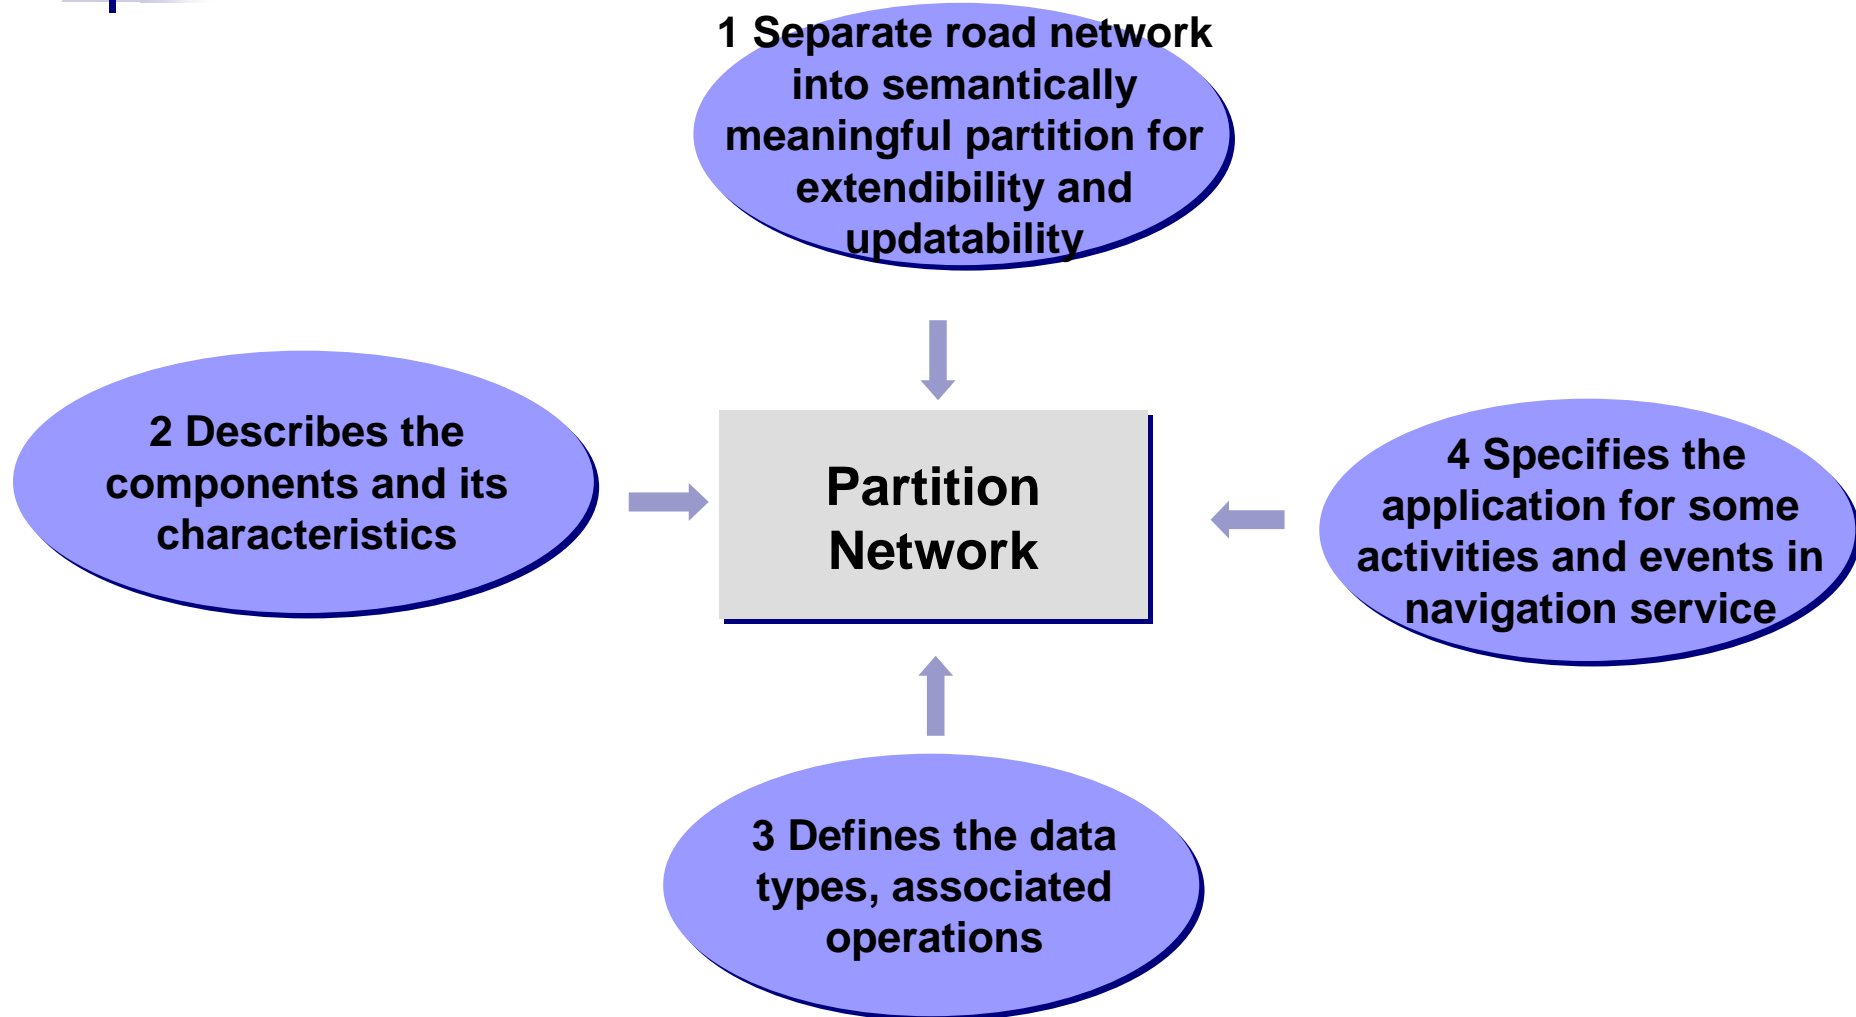 1 Separate road network
into semantically
meaningful partition for
extendibility and
updatability
2 Describes the
components and its
characteristics
Partition
Network
4 Specifies the
application for some
activities and events in
navigation service
3 Defines the data
types, associated
operations